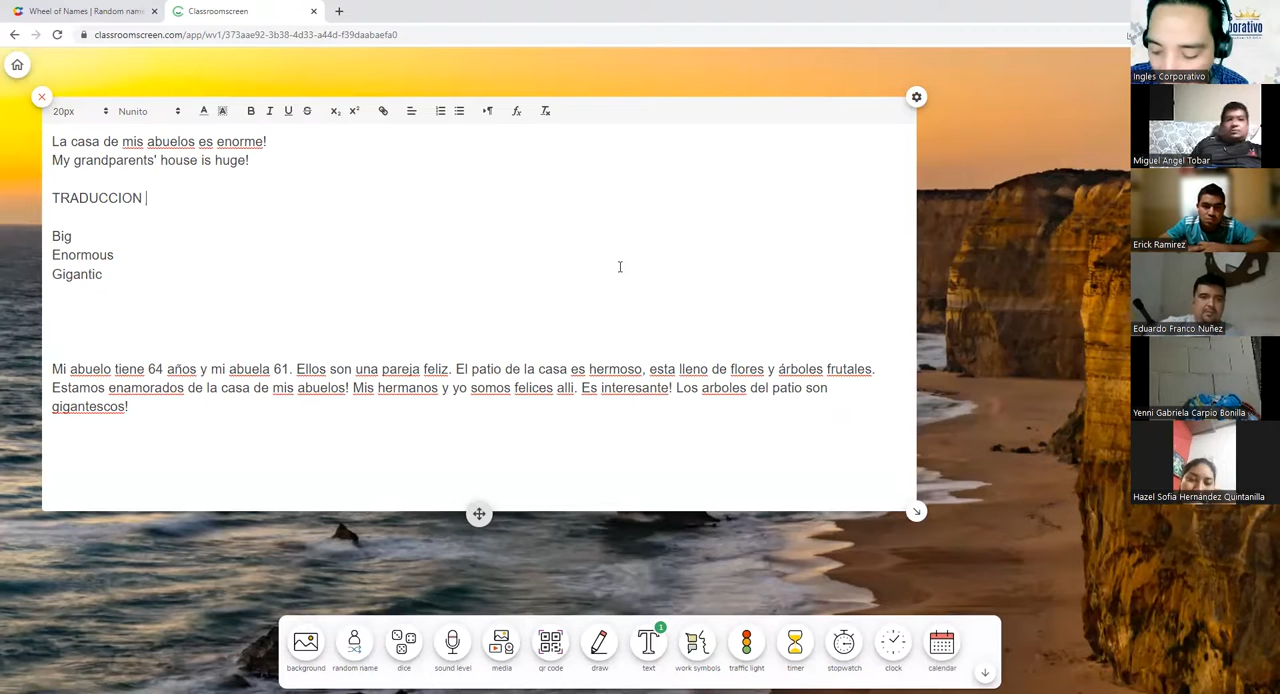 Wheel of Names | Random name
Classroomscreen
classroomscreen.com/app/wv1/373aae92-3b38-4d33-a44d-f39daabaefa0
20px
Nunito
La casa de mis abuelos es enorme!
My grandparents' house is huge!
TRADUCCION
Big
Enormous
Gigantic
Mi abuelo tiene 64 años y mi abuela 61. Ellos son una pareja feliz. El patio de la casa es hermoso, esta lleno de flores y árboles frutales.
Estamos enamorados de la casa de mis abuelos! Mis hermanos y yo somos felices alli. Es interesante! Los arboles del patio son
gigantescos!
background
random name
dice
sound level
media
qr code
draw
1
text
work symbols
traffic light
timer
stopwatch
clock
calendar
porativo
Ingles Corporativo
Miguel Angel Tobar
Erick Ramirez
Eduardo Franco Nuñez
Yenni Gabriela Carpio Bonilla
Hazel Sofia Hernández Quintanilla